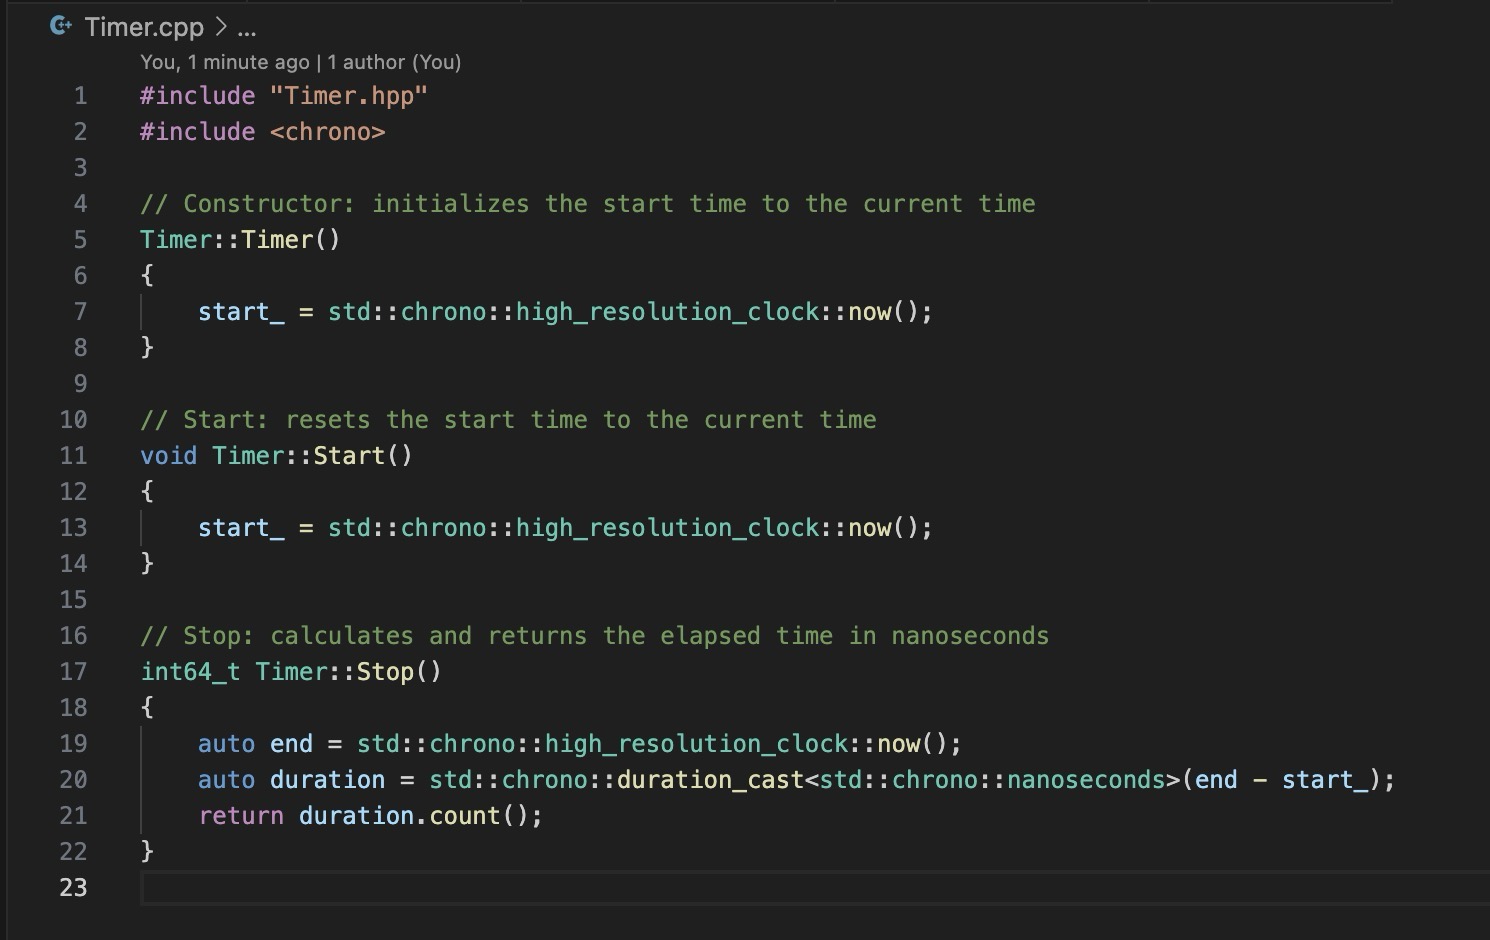 Timer.cpp > ...
You, 1 minute ago | 1 author (You)
1 #include "Timer.hpp"
2 #include <chrono>
3
4 // Constructor: initializes the start time to the current time
5 Timer::Timer()
6 {
7     start_ = std::chrono::high_resolution_clock::now();
8 }
9
10 // Start: resets the start time to the current time
11 void Timer::Start()
12 {
13     start_ = std::chrono::high_resolution_clock::now();
14 }
15
16 // Stop: calculates and returns the elapsed time in nanoseconds
17 int64_t Timer::Stop()
18 {
19     auto end = std::chrono::high_resolution_clock::now();
20     auto duration = std::chrono::duration_cast<std::chrono::nanoseconds>(end - start_);
21     return duration.count();
22 }
23